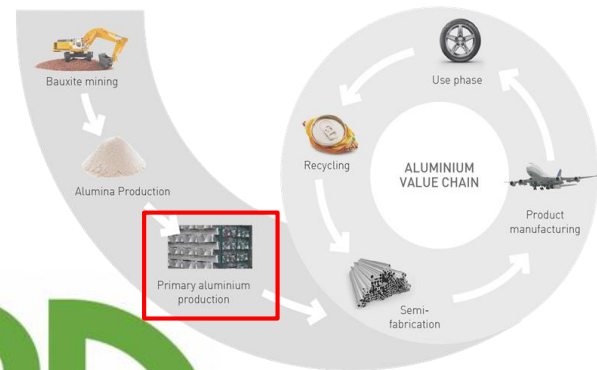 Bauxite mining
Alumina Production
Primary aluminium
production
Semi-
fabrication
Product
manufacturing
Use phase
Recycling
ALUMINIUM
VALUE CHAIN